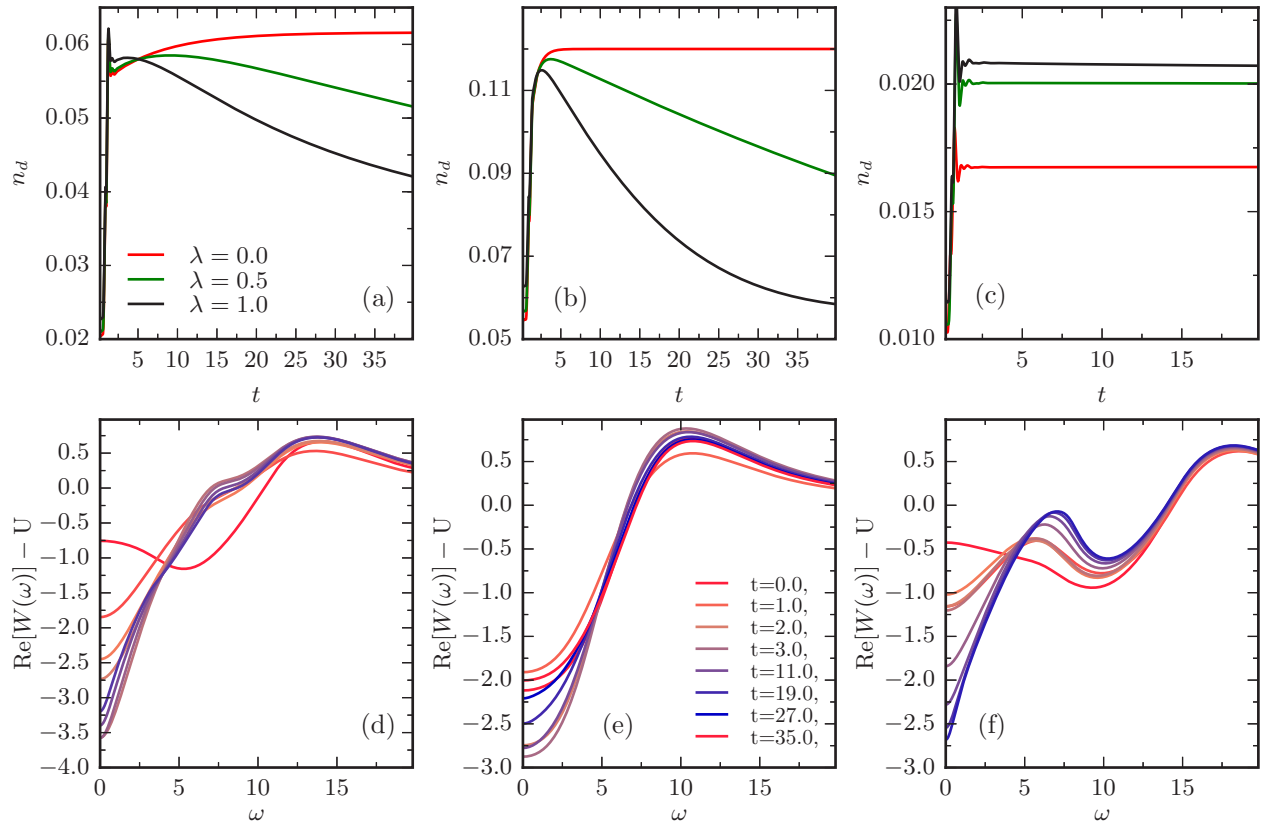 0.06
0.05
0.04
0.03
0.02
n_d
5 10 15 20 25 30 35
t
λ = 0.0
λ = 0.5
λ = 1.0
(a)
0.11
0.09
0.07
0.05
n_d
5 10 15 20 25 30 35
t
(b)
0.020
0.015
0.010
n_d
5 10 15
t
(c)
0.5
0.0
−0.5
−1.0
−1.5
−2.0
−2.5
−3.0
−3.5
−4.0
Re[W(ω)] − U
0 5 10 15
ω
(d)
0.5
0.0
−0.5
−1.0
−1.5
−2.0
−2.5
−3.0
Re[W(ω)] − U
0 5 10 15
ω
t=0.0,
t=1.0,
t=2.0,
t=3.0,
t=11.0,
t=19.0,
t=27.0,
t=35.0,
(e)
0.5
0.0
−0.5
−1.0
−1.5
−2.0
−2.5
−3.0
Re[W(ω)] − U
0 5 10 15
ω
(f)